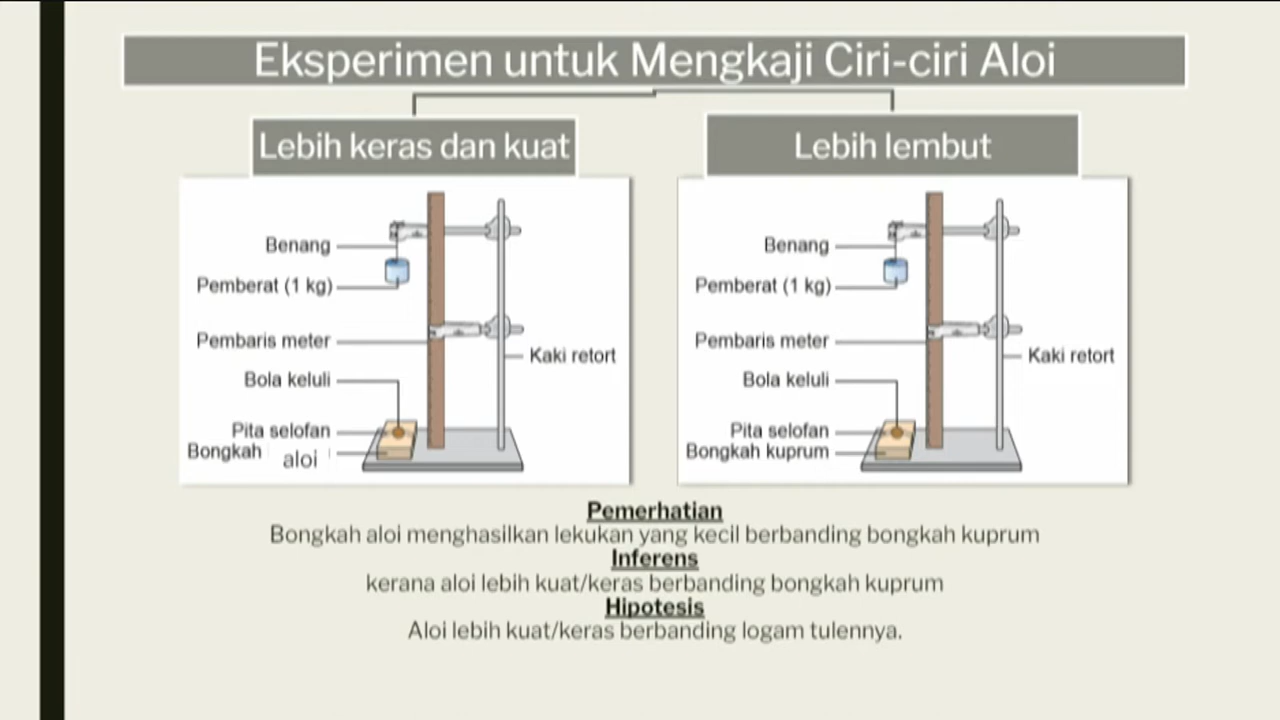 Eksperimen untuk Mengkaji Ciri-ciri Aloi
Lebih keras dan kuat
Benang
Pemberat (1 kg)
Pembaris meter
Kaki retort
Bola keluli
Pita selofan
Bongkah aloi
Lebih lembut
Benang
Pemberat (1 kg)
Pembaris meter
Kaki retort
Bola keluli
Pita selofan
Bongkah kuprum
Pemerhatian
Bongkah aloi menghasilkan lekukan yang kecil berbanding bongkah kuprum
Inferens
kerana aloi lebih kuat/keras berbanding bongkah kuprum
Hipotesis
Aloi lebih kuat/keras berbanding logam tulennya.